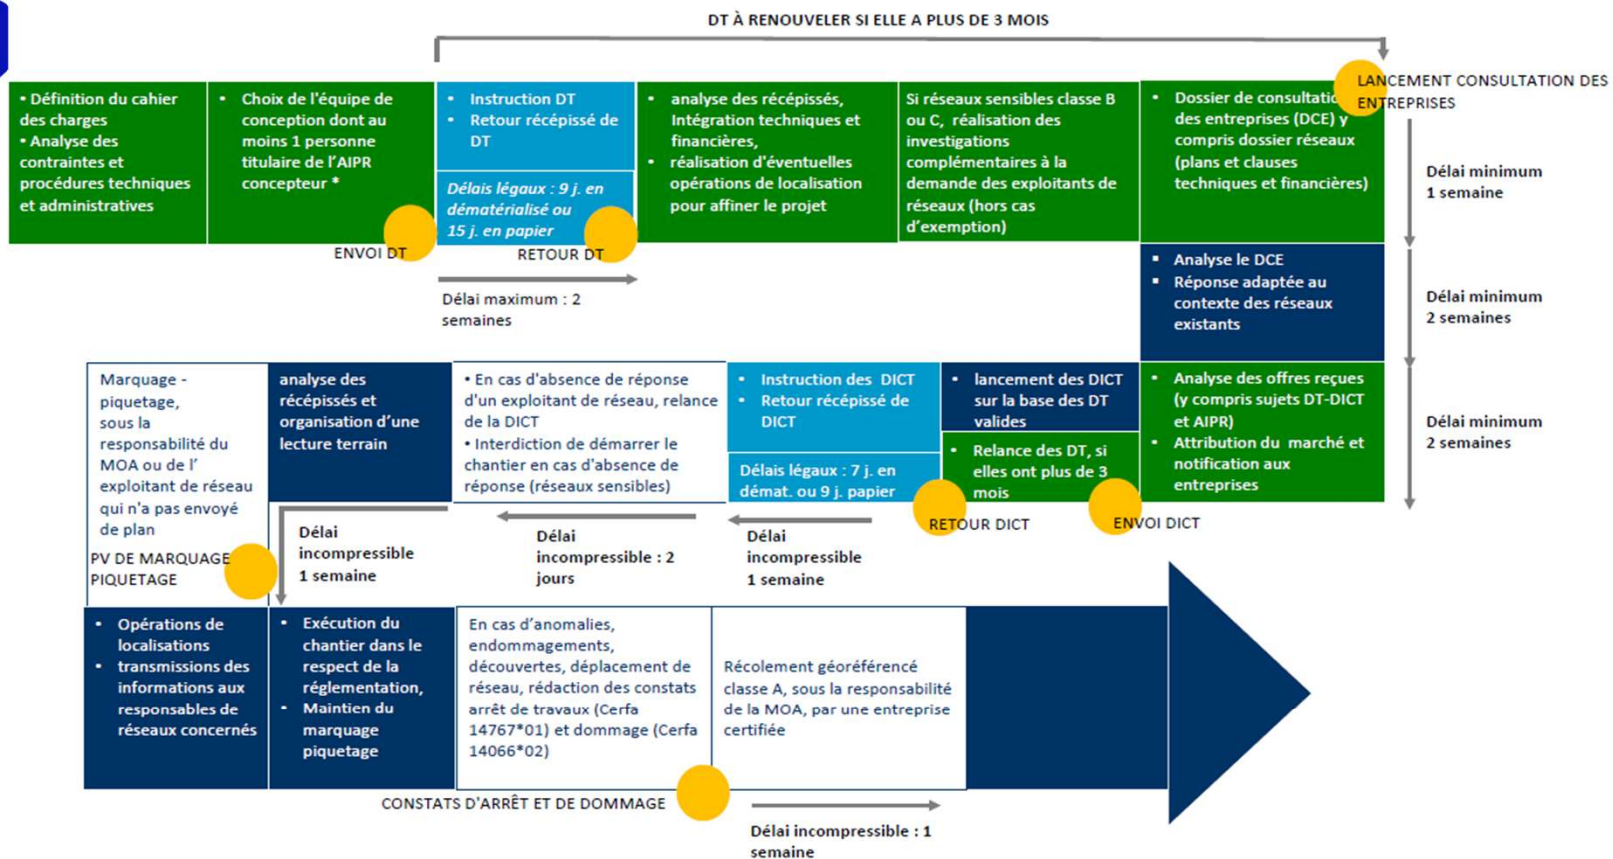 DT À RENOUVELER SI ELLE A PLUS DE 3 MOIS
• Définition du cahier
des charges
• Analyse des
contraintes et
procédures techniques
et administratives
• Choix de l'équipe de
conception dont au
moins 1 personne
titulaire de l'AIPR
concepteur *
ENVOI DT
• Instruction DT
• Retour récépissé de
DT
Délais légaux : 9 j. en
dématérialisé ou
15 j. en papier
RETOUR DT
Délai maximum : 2
semaines
• analyse des récépissés,
Intégration techniques et
financières,
• réalisation d'éventuelles
opérations de localisation
pour affiner le projet
Si réseaux sensibles classe B
ou C, réalisation des
investigations
complémentaires à la
demande des exploitants de
réseaux (hors cas
d'exemption)
• Dossier de consultatio
des entreprises (DCE) y
compris dossier réseaux
(plans et clauses
techniques et financières)
LANCEMENT CONSULTATION DES
ENTREPRISES
Délai minimum
1 semaine
▪ Analyse le DCE
▪ Réponse adaptée au
contexte des réseaux
existants
Délai minimum
2 semaines
• Analyse des offres reçues
(y compris sujets DT-DICT
et AIPR)
• Attribution du marché et
notification aux
entreprises
Délai minimum
2 semaines
ENVOI DICT
• lancement des DICT
sur la base des DT
valides
• Relance des DT, si
elles ont plus de 3
mois
RETOUR DICT
• Instruction des DICT
• Retour récépissé de
DICT
Délais légaux : 7 j. en
démat. ou 9 j. papier
Délai
incompressible
1 semaine
• En cas d'absence de réponse
d'un exploitant de réseau, relance
de la DICT
• Interdiction de démarrer le
chantier en cas d'absence de
réponse (réseaux sensibles)
Délai
incompressible : 2
jours
analyse des
récépissés et
organisation d'une
lecture terrain
Délai
incompressible
1 semaine
Marquage -
piquetage,
sous la
responsabilité du
MOA ou de l'
exploitant de réseau
qui n'a pas envoyé
de plan
PV DE MARQUAGE
PIQUETAGE
• Opérations de
localisations
• transmissions des
informations aux
responsables de
réseaux concernés
• Exécution du
chantier dans le
respect de la
réglementation,
• Maintien du
marquage
piquetage
En cas d'anomalies,
endommagements,
découvertes, déplacement de
réseau, rédaction des constats
arrêt de travaux (Cerfa
14767*01) et dommage (Cerfa
14066*02)
CONSTATS D'ARRÊT ET DE DOMMAGE
Récolement géoréférencé
classe A, sous la responsabilité
de la MOA, par une entreprise
certifiée
Délai incompressible : 1
semaine